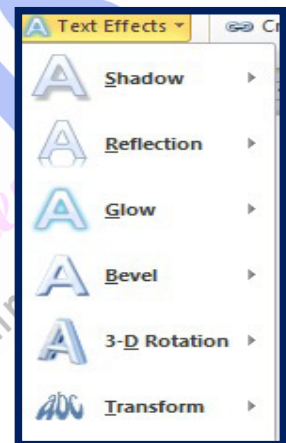 Text Effects Cr
Shadow
Reflection
Glow
Bevel
3-D Rotation
Transform